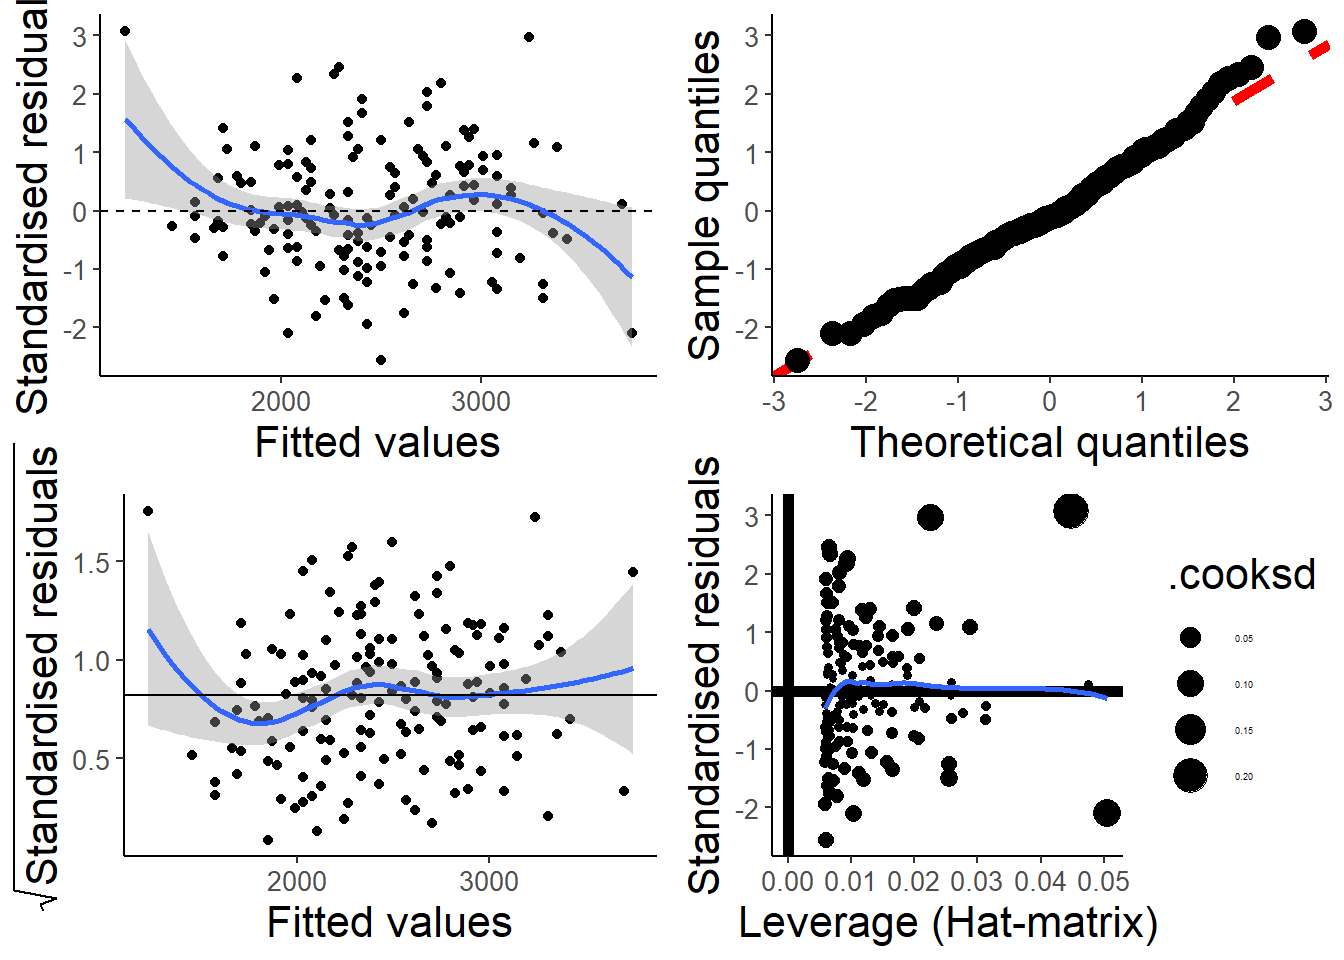 Standardised residual
3
2
1
0
-1
-2
2000 3000
Fitted values
Sample quantiles
3
2
1
0
-1
-2
-3 -2 -1 0 1 2 3
Theoretical quantiles
√Standardised residuals
1.5
1.0
0.5
2000 3000
Fitted values
Standardised residuals
3
2
1
0
-1
-2
0.00 0.01 0.02 0.03 0.04 0.05
Leverage (Hat-matrix)
.cooksd
0.05
0.10
0.15
0.20